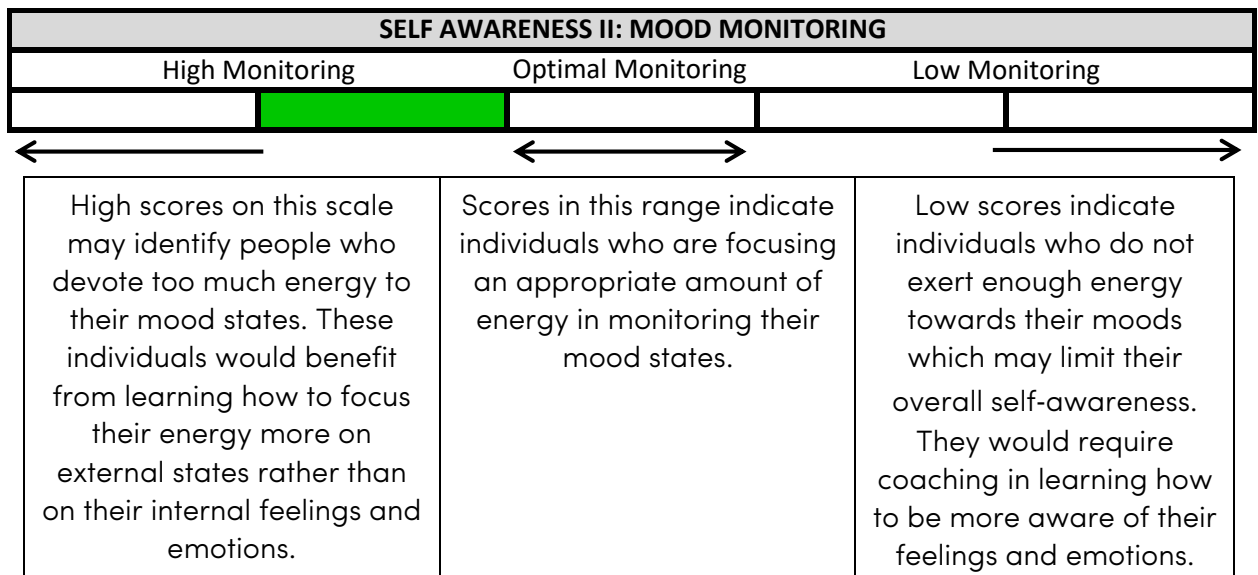 SELF AWARENESS II: MOOD MONITORING
High Monitoring
Optimal Monitoring
Low Monitoring
High scores on this scale
may identify people who
devote too much energy to
their mood states. These
individuals would benefit
from learning how to focus
their energy more on
external states rather than
on their internal feelings and
emotions.
Scores in this range indicate
individuals who are focusing
an appropriate amount of
energy in monitoring their
mood states.
Low scores indicate
individuals who do not
exert enough energy
towards their moods
which may limit their
overall self-awareness.
They would require
coaching in learning how
to be more aware of their
feelings and emotions.